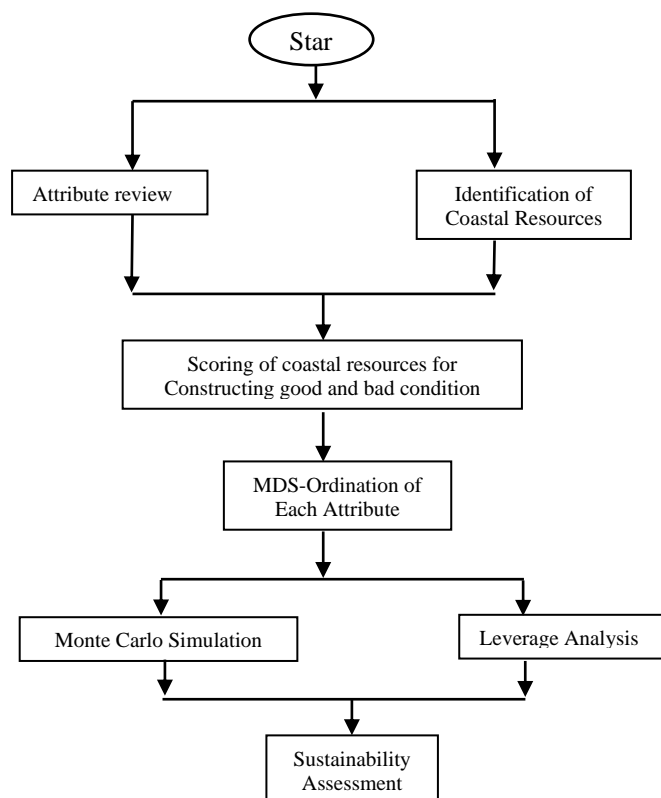 Star
Attribute review
Identification of
Coastal Resources
Scoring of coastal resources for
Constructing good and bad condition
MDS-Ordination of
Each Attribute
Monte Carlo Simulation
Leverage Analysis
Sustainability
Assessment